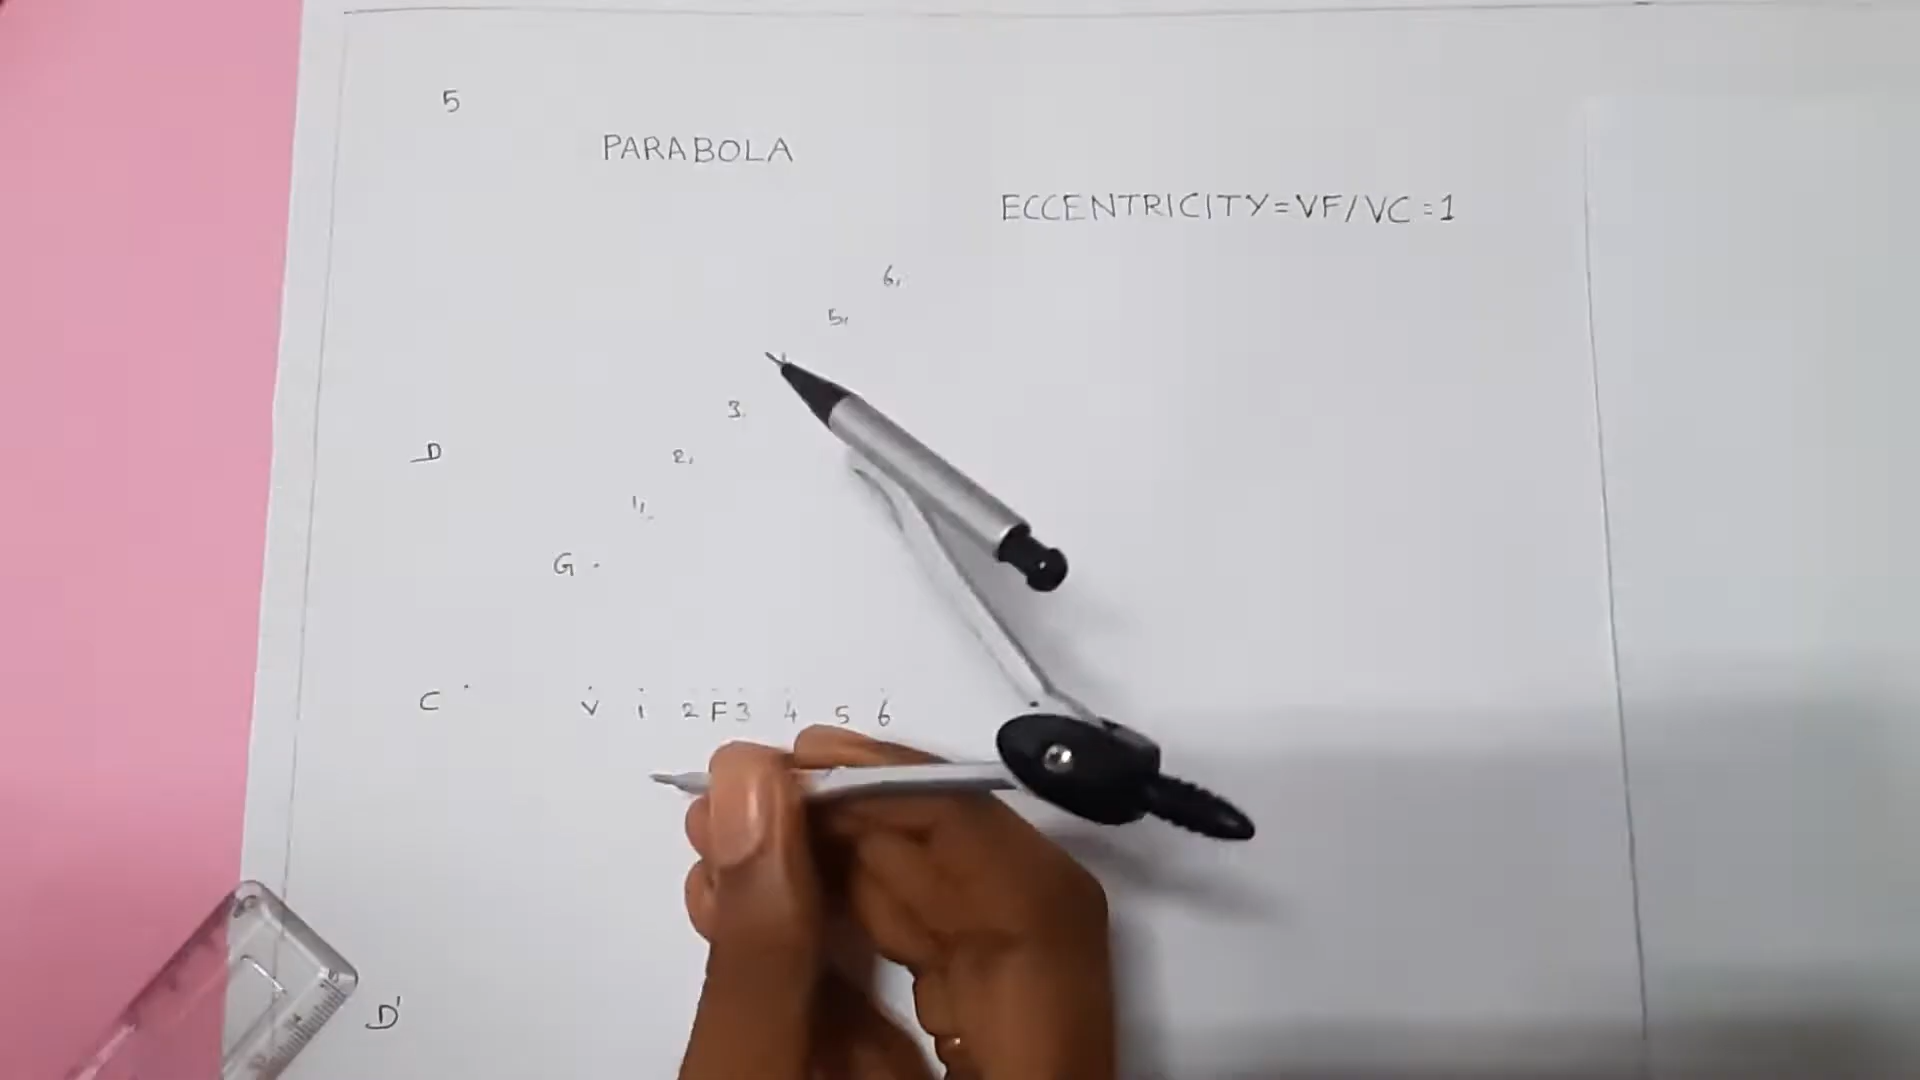 5
PARABOLA
ECCENTRICITY=VF/VC=1
6,
5,
3.
D
2,
1,
G .
C V 1 2 F 3 4 5 6
D'